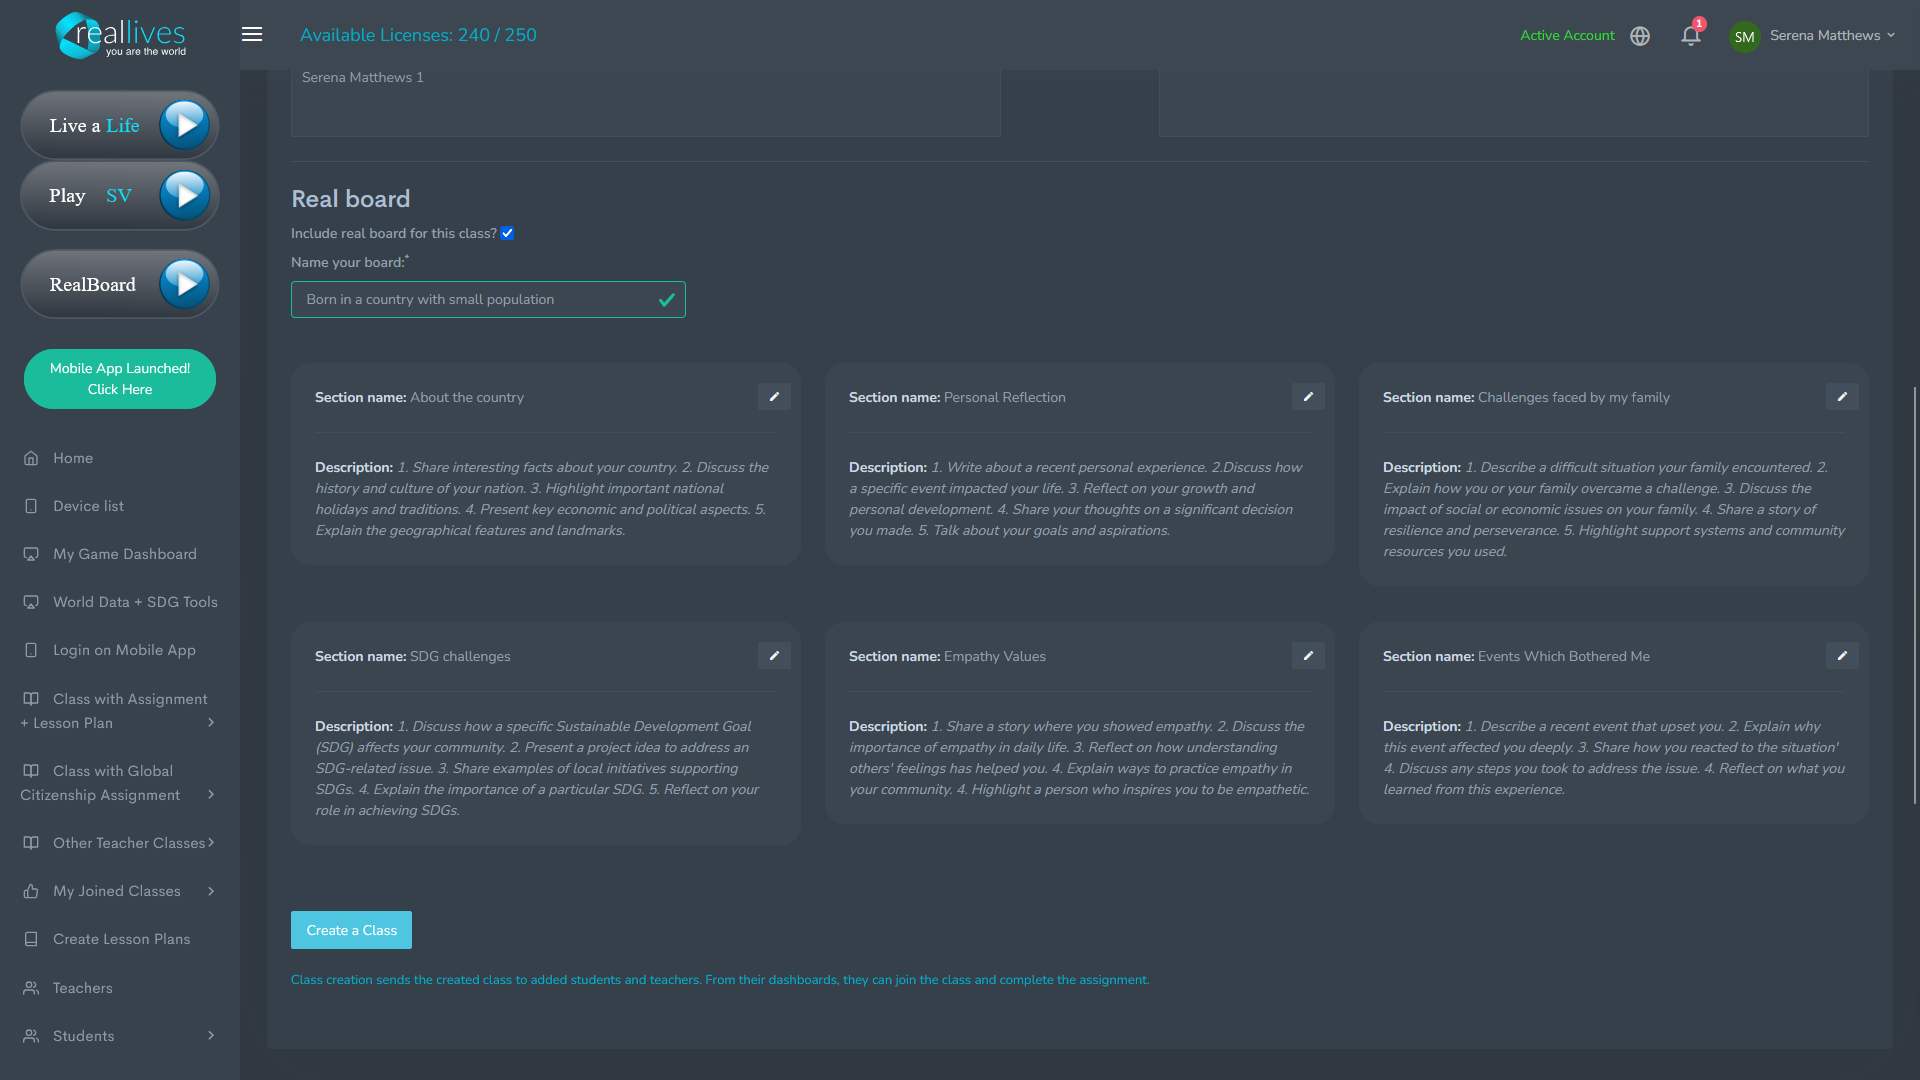 reallives
you are the world
Available Licenses: 240 / 250
Active Account
1
SM
Serena Matthews
Live a Life
Play SV
RealBoard
Mobile App Launched!
Click Here
Home
Device list
My Game Dashboard
World Data + SDG Tools
Login on Mobile App
Class with Assignment
+ Lesson Plan
Class with Global
Citizenship Assignment
Other Teacher Classes
My Joined Classes
Create Lesson Plans
Teachers
Students
Serena Matthews 1
Real board
Include real board for this class?
Name your board:*
Born in a country with small population
Section name: About the country
Description: 1. Share interesting facts about your country. 2. Discuss the
history and culture of your nation. 3. Highlight important national
holidays and traditions. 4. Present key economic and political aspects. 5.
Explain the geographical features and landmarks.
Section name: Personal Reflection
Description: 1. Write about a recent personal experience. 2.Discuss how
a specific event impacted your life. 3. Reflect on your growth and
personal development. 4. Share your thoughts on a significant decision
you made. 5. Talk about your goals and aspirations.
Section name: Challenges faced by my family
Description: 1. Describe a difficult situation your family encountered. 2.
Explain how you or your family overcame a challenge. 3. Discuss the
impact of social or economic issues on your family. 4. Share a story of
resilience and perseverance. 5. Highlight support systems and community
resources you used.
Section name: SDG challenges
Description: 1. Discuss how a specific Sustainable Development Goal
(SDG) affects your community. 2. Present a project idea to address an
SDG-related issue. 3. Share examples of local initiatives supporting
SDGs. 4. Explain the importance of a particular SDG. 5. Reflect on your
role in achieving SDGs.
Section name: Empathy Values
Description: 1. Share a story where you showed empathy. 2. Discuss the
importance of empathy in daily life. 3. Reflect on how understanding
others' feelings has helped you. 4. Explain ways to practice empathy in
your community. 4. Highlight a person who inspires you to be empathetic.
Section name: Events Which Bothered Me
Description: 1. Describe a recent event that upset you. 2. Explain why
this event affected you deeply. 3. Share how you reacted to the situation'
4. Discuss any steps you took to address the issue. 4. Reflect on what you
learned from this experience.
Create a Class
Class creation sends the created class to added students and teachers. From their dashboards, they can join the class and complete the assignment.